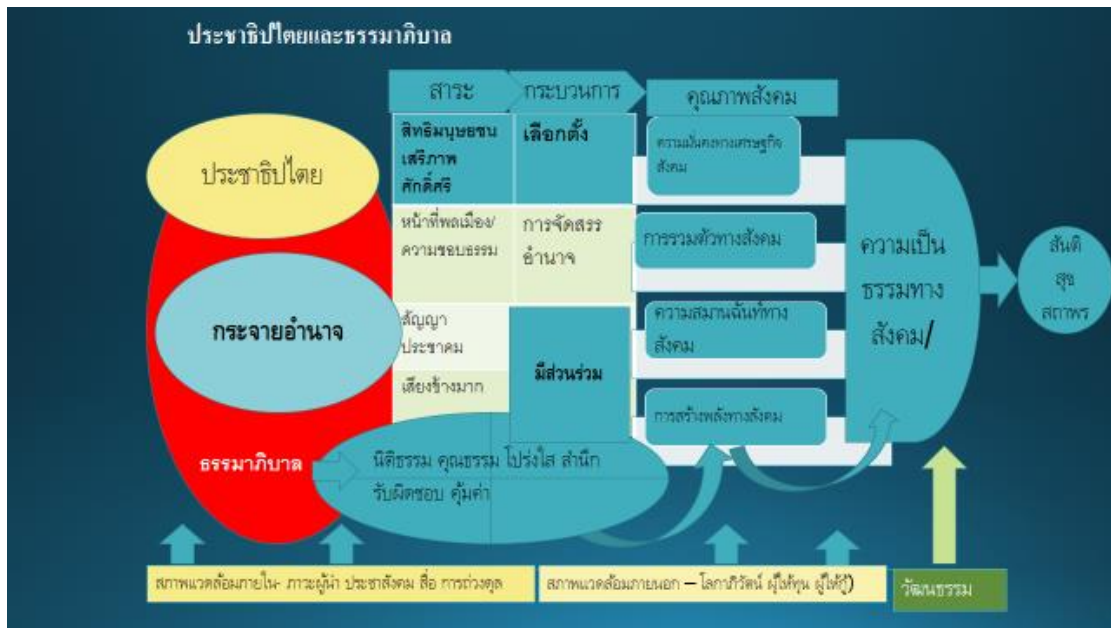 ประชาธิปไตยและธรรมาภิบาล
สาระ
กระบวนการ
คุณภาพสังคม
ประชาธิปไตย
สิทธิมนุษยชน
เสรีภาพ
ศักดิ์ศรี
เลือกตั้ง
ความมั่นคงทางเศรษฐกิจ
สังคม
หน้าที่พลเมือง/
ความชอบธรรม
การจัดสรร
อำนาจ
การรวมตัวทางสังคม
ความเป็น
ธรรมทาง
สังคม/
สันติ
สุข
สถาพร
กระจายอำนาจ
สัญญา
ประชาคม
เสียงข้างมาก
มีส่วนร่วม
ความสมานฉันท์ทาง
สังคม
การสร้างพลังทางสังคม
ธรรมาภิบาล
นิติธรรม คุณธรรม โปร่งใส สำนึก
รับผิดชอบ คุ้มค่า
สภาพแวดล้อมภายใน- ภาวะผู้นำ ประชาสังคม สื่อ การถ่วงดุล
สภาพแวดล้อมภายนอก – โลกาภิวัตน์ ผู้ให้ทุน ผู้ให้กู้)
วัฒนธรรม